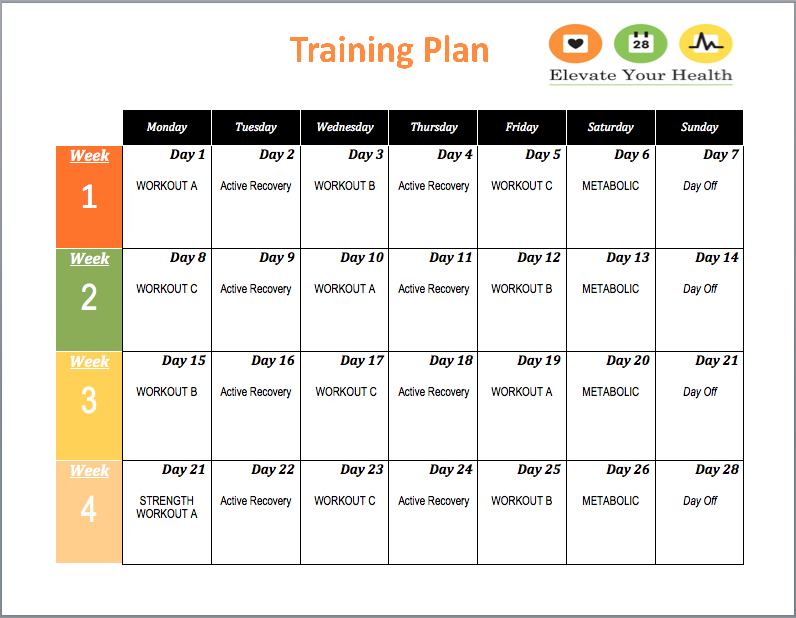 Training Plan
28
Elevate Your Health
Monday Tuesday Wednesday Thursday Friday Saturday Sunday
Week Day 1 Day 2 Day 3 Day 4 Day 5 Day 6 Day 7
1 WORKOUT A Active Recovery WORKOUT B Active Recovery WORKOUT C METABOLIC Day Off
Week Day 8 Day 9 Day 10 Day 11 Day 12 Day 13 Day 14
2 WORKOUT C Active Recovery WORKOUT A Active Recovery WORKOUT B METABOLIC Day Off
Week Day 15 Day 16 Day 17 Day 18 Day 19 Day 20 Day 21
3 WORKOUT B Active Recovery WORKOUT C Active Recovery WORKOUT A METABOLIC Day Off
Week Day 21 Day 22 Day 23 Day 24 Day 25 Day 26 Day 28
4 STRENGTH Active Recovery WORKOUT C Active Recovery WORKOUT B METABOLIC Day Off
WORKOUT A